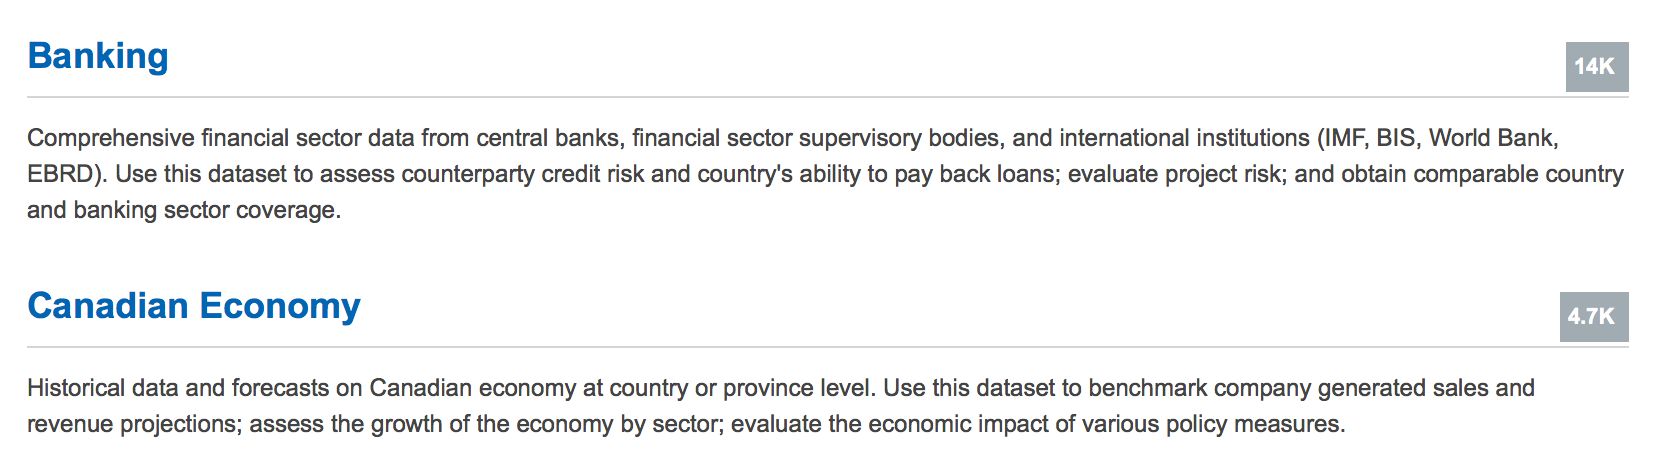 Banking
14K
Comprehensive financial sector data from central banks, financial sector supervisory bodies, and international institutions (IMF, BIS, World Bank,
EBRD). Use this dataset to assess counterparty credit risk and country's ability to pay back loans; evaluate project risk; and obtain comparable country
and banking sector coverage.
Canadian Economy
4.7K
Historical data and forecasts on Canadian economy at country or province level. Use this dataset to benchmark company generated sales and
revenue projections; assess the growth of the economy by sector; evaluate the economic impact of various policy measures.